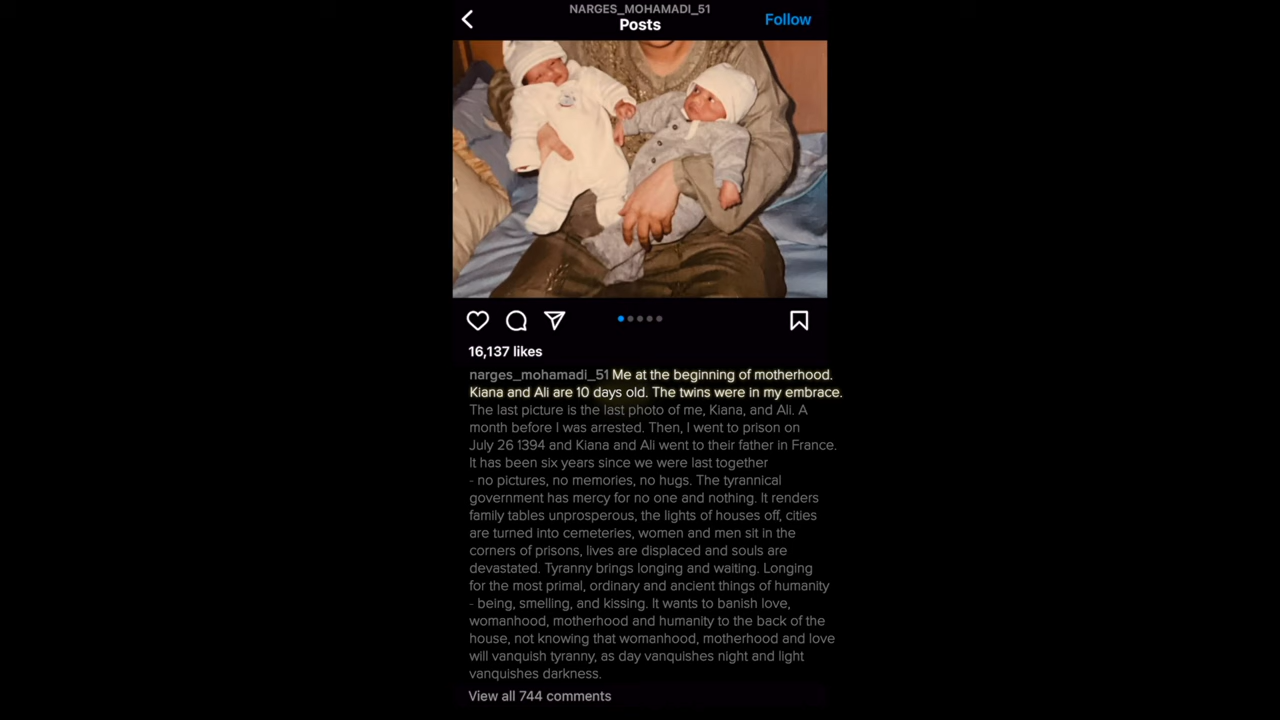 NARGES_MOHAMADI_51
Posts
Follow
16,137 likes
narges_mohamadi_51 Me at the beginning of motherhood.
Kiana and Ali are 10 days old. The twins were in my embrace.
The last picture is the last photo of me, Kiana, and Ali. A
month before I was arrested. Then, I went to prison on
July 26 1394 and Kiana and Ali went to their father in France.
It has been six years since we were last together
- no pictures, no memories, no hugs. The tyrannical
government has mercy for no one and nothing. It renders
family tables unprosperous, the lights of houses off, cities
are turned into cemeteries, women and men sit in the
corners of prisons, lives are displaced and souls are
devastated. Tyranny brings longing and waiting. Longing
for the most primal, ordinary and ancient things of humanity
- being, smelling, and kissing. It wants to banish love,
womanhood, motherhood and humanity to the back of the
house, not knowing that womanhood, motherhood and love
will vanquish tyranny, as day vanquishes night and light
vanquishes darkness.
View all 744 comments